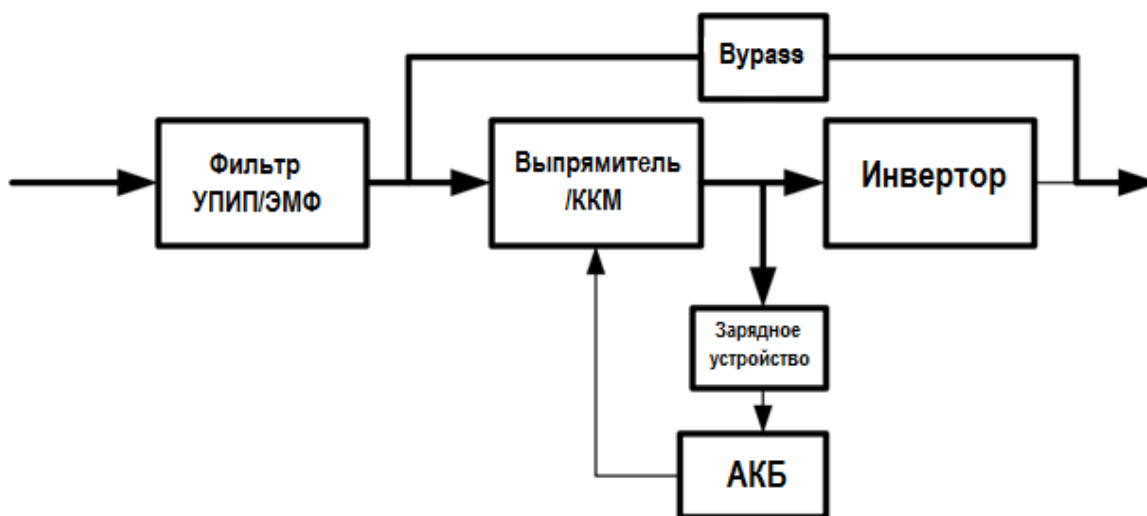 Bypass
Фильтр
УПИП/ЭМФ
Выпрямитель
/ККМ
Инвертор
Зарядное
устройство
АКБ